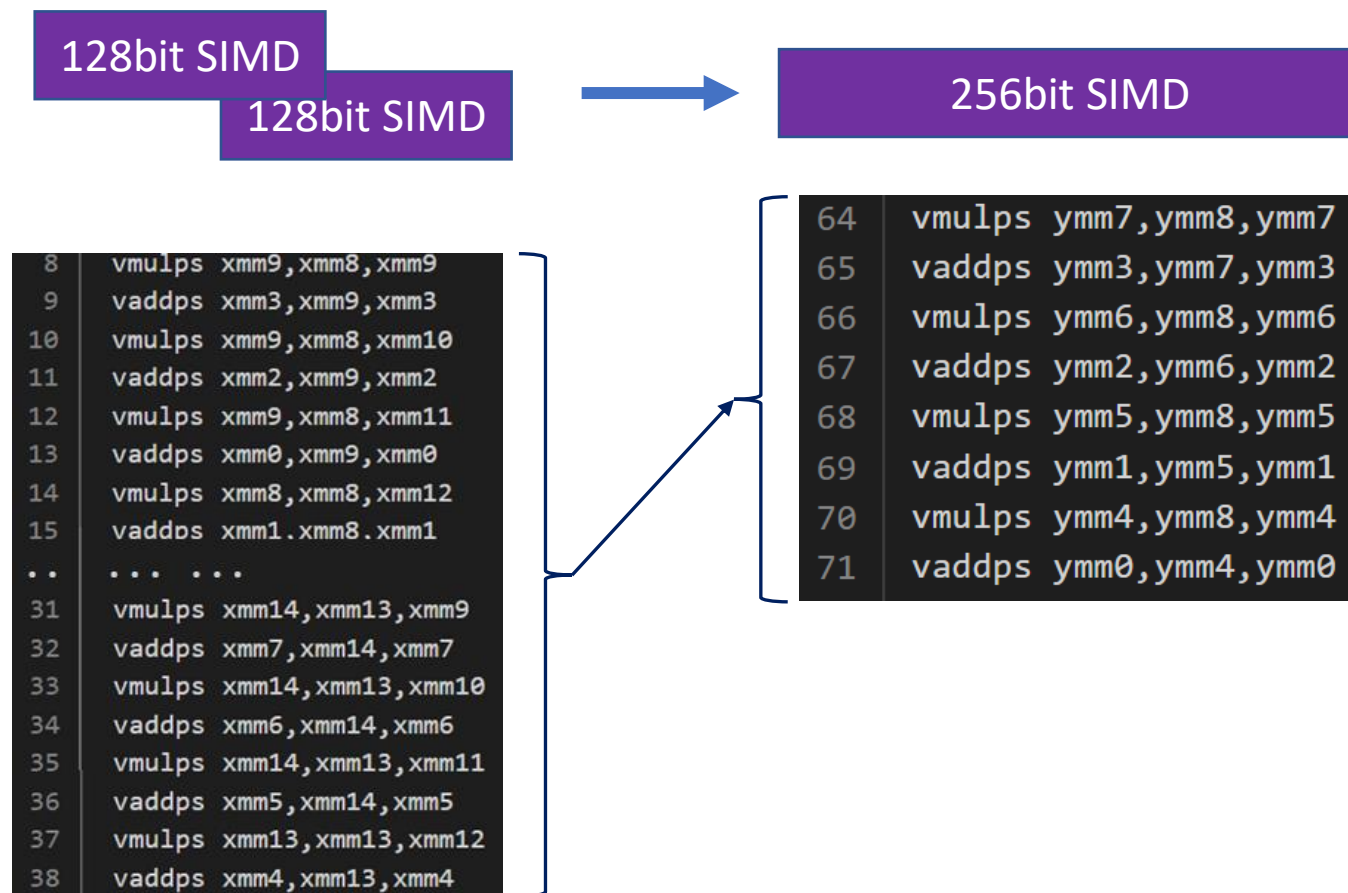 128bit SIMD
128bit SIMD
256bit SIMD
8 vmulps xmm9,xmm8,xmm9
9 vaddps xmm3,xmm9,xmm3
10 vmulps xmm9,xmm8,xmm10
11 vaddps xmm2,xmm9,xmm2
12 vmulps xmm9,xmm8,xmm11
13 vaddps xmm0,xmm9,xmm0
14 vmulps xmm8,xmm8,xmm12
15 vaddps xmm1.xmm8.xmm1
.. ... ...
31 vmulps xmm14,xmm13,xmm9
32 vaddps xmm7,xmm14,xmm7
33 vmulps xmm14,xmm13,xmm10
34 vaddps xmm6,xmm14,xmm6
35 vmulps xmm14,xmm13,xmm11
36 vaddps xmm5,xmm14,xmm5
37 vmulps xmm13,xmm13,xmm12
38 vaddps xmm4,xmm13,xmm4
64 vmulps ymm7,ymm8,ymm7
65 vaddps ymm3,ymm7,ymm3
66 vmulps ymm6,ymm8,ymm6
67 vaddps ymm2,ymm6,ymm2
68 vmulps ymm5,ymm8,ymm5
69 vaddps ymm1,ymm5,ymm1
70 vmulps ymm4,ymm8,ymm4
71 vaddps ymm0,ymm4,ymm0